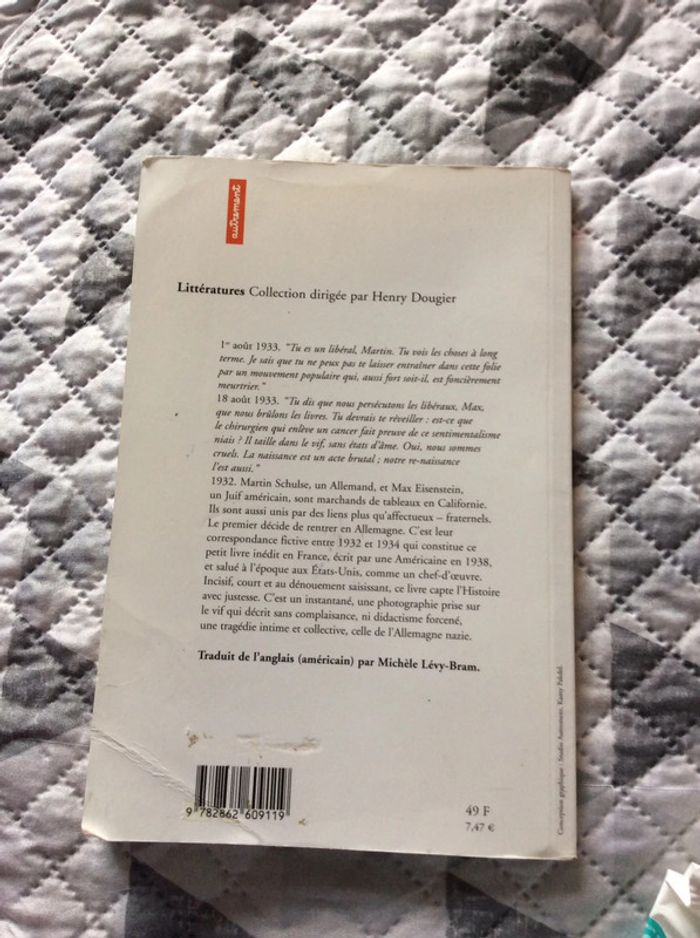 autrement
Littératures Collection dirigée par Henry Dougier
1er août 1933. "Tu es un libéral, Martin. Tu vois les choses à long
terme. Je sais que tu ne peux pas te laisser entraîner dans cette folie
par un mouvement populaire qui, aussi fort soit-il, est foncièrement
meurtrier."
18 août 1933. "Tu dis que nous persécutons les libéraux, Max,
que nous brûlons les livres. Tu devrais te réveiller : est-ce que
le chirurgien qui enlève un cancer fait preuve de ce sentimentalisme
niais ? Il taille dans le vif, sans états d'âme. Oui, nous sommes
cruels. La naissance est un acte brutal ; notre re-naissance
l'est aussi."
1932. Martin Schulse, un Allemand, et Max Eisenstein,
un Juif américain, sont marchands de tableaux en Californie.
Ils sont aussi unis par des liens plus qu'affectueux – fraternels.
Le premier décide de rentrer en Allemagne. C'est leur
correspondance fictive entre 1932 et 1934 qui constitue ce
petit livre inédit en France, écrit par une Américaine en 1938,
et salué à l'époque aux États-Unis, comme un chef-d'œuvre.
Incisif, court et au dénouement saisissant, ce livre capte l'Histoire
avec justesse. C'est un instantané, une photographie prise sur
le vif qui décrit sans complaisance, ni didactisme forcené,
une tragédie intime et collective, celle de l'Allemagne nazie.
Traduit de l'anglais (américain) par Michèle Lévy-Bram.
9 782862 609119
49 F
7,47 €
Conception graphique : Studio Autrement, Kamy Pakdel.